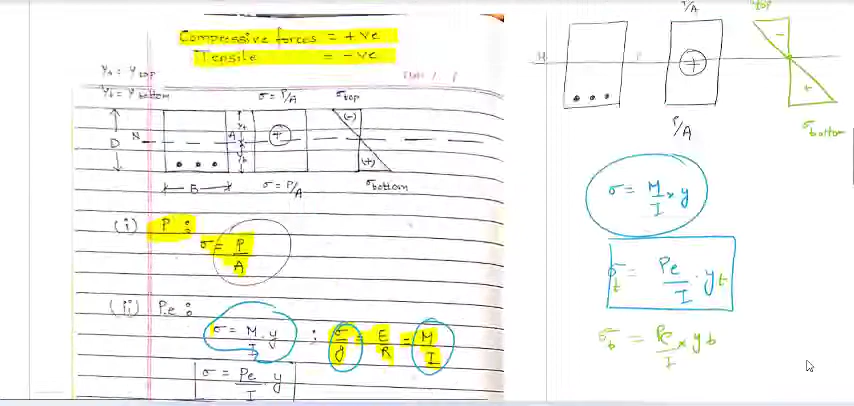 Compressive forces = +ve
Tensile = -ve
Yt = Y top
Yb = Y bottom
σ = P/A
σtop
D
N
Yt
A
Yb
(+)
(-)
(+)
B
σ = P/A
σbottom
(i) P :
σ = P/A
(ii) P.e :
σ = M/I . y ; σ/y = E/R = M/I
σ = Pe/I . y
P/A
σtop
+
-
+
P/A
σbottom
σ = M/I × y
σt = Pe/I . yt
σb = Pe/I × yb